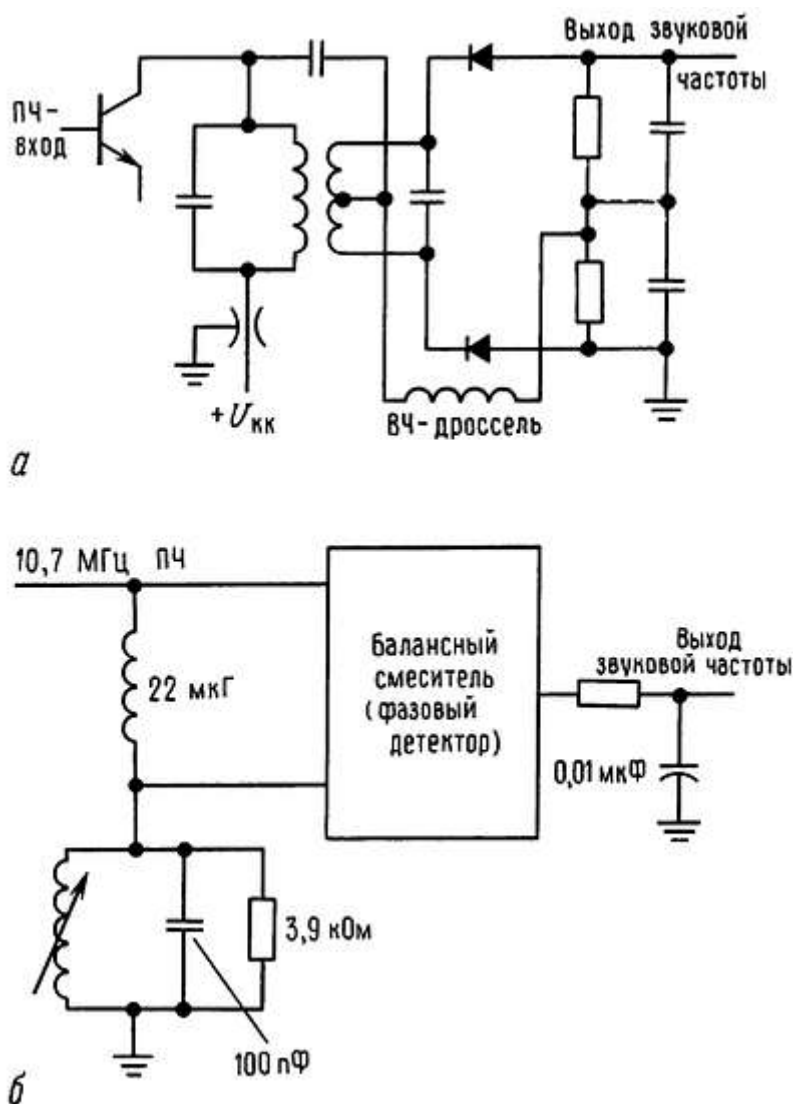 Выход звуковой
частоты
ПЧ-
вход
+Uкк
ВЧ-дроссель
а
10,7 МГц ПЧ
22 мкГ
Балансный
смеситель
(фазовый
детектор)
Выход
звуковой частоты
0,01 мкФ
3,9 кОм
100 пФ
б